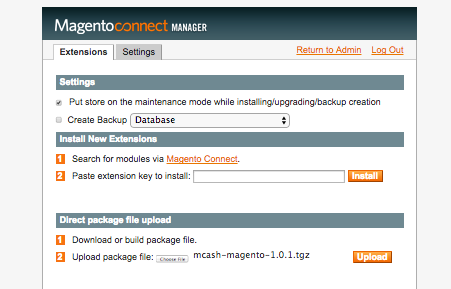 Magentoconnect MANAGER
Return to Admin Log Out
Extensions Settings
Settings
Put store on the maintenance mode while installing/upgrading/backup creation
Create Backup Database
Install New Extensions
1 Search for modules via Magento Connect.
2 Paste extension key to install: Install
Direct package file upload
1 Download or build package file.
2 Upload package file: Choose File mcash-magento-1.0.1.tgz Upload